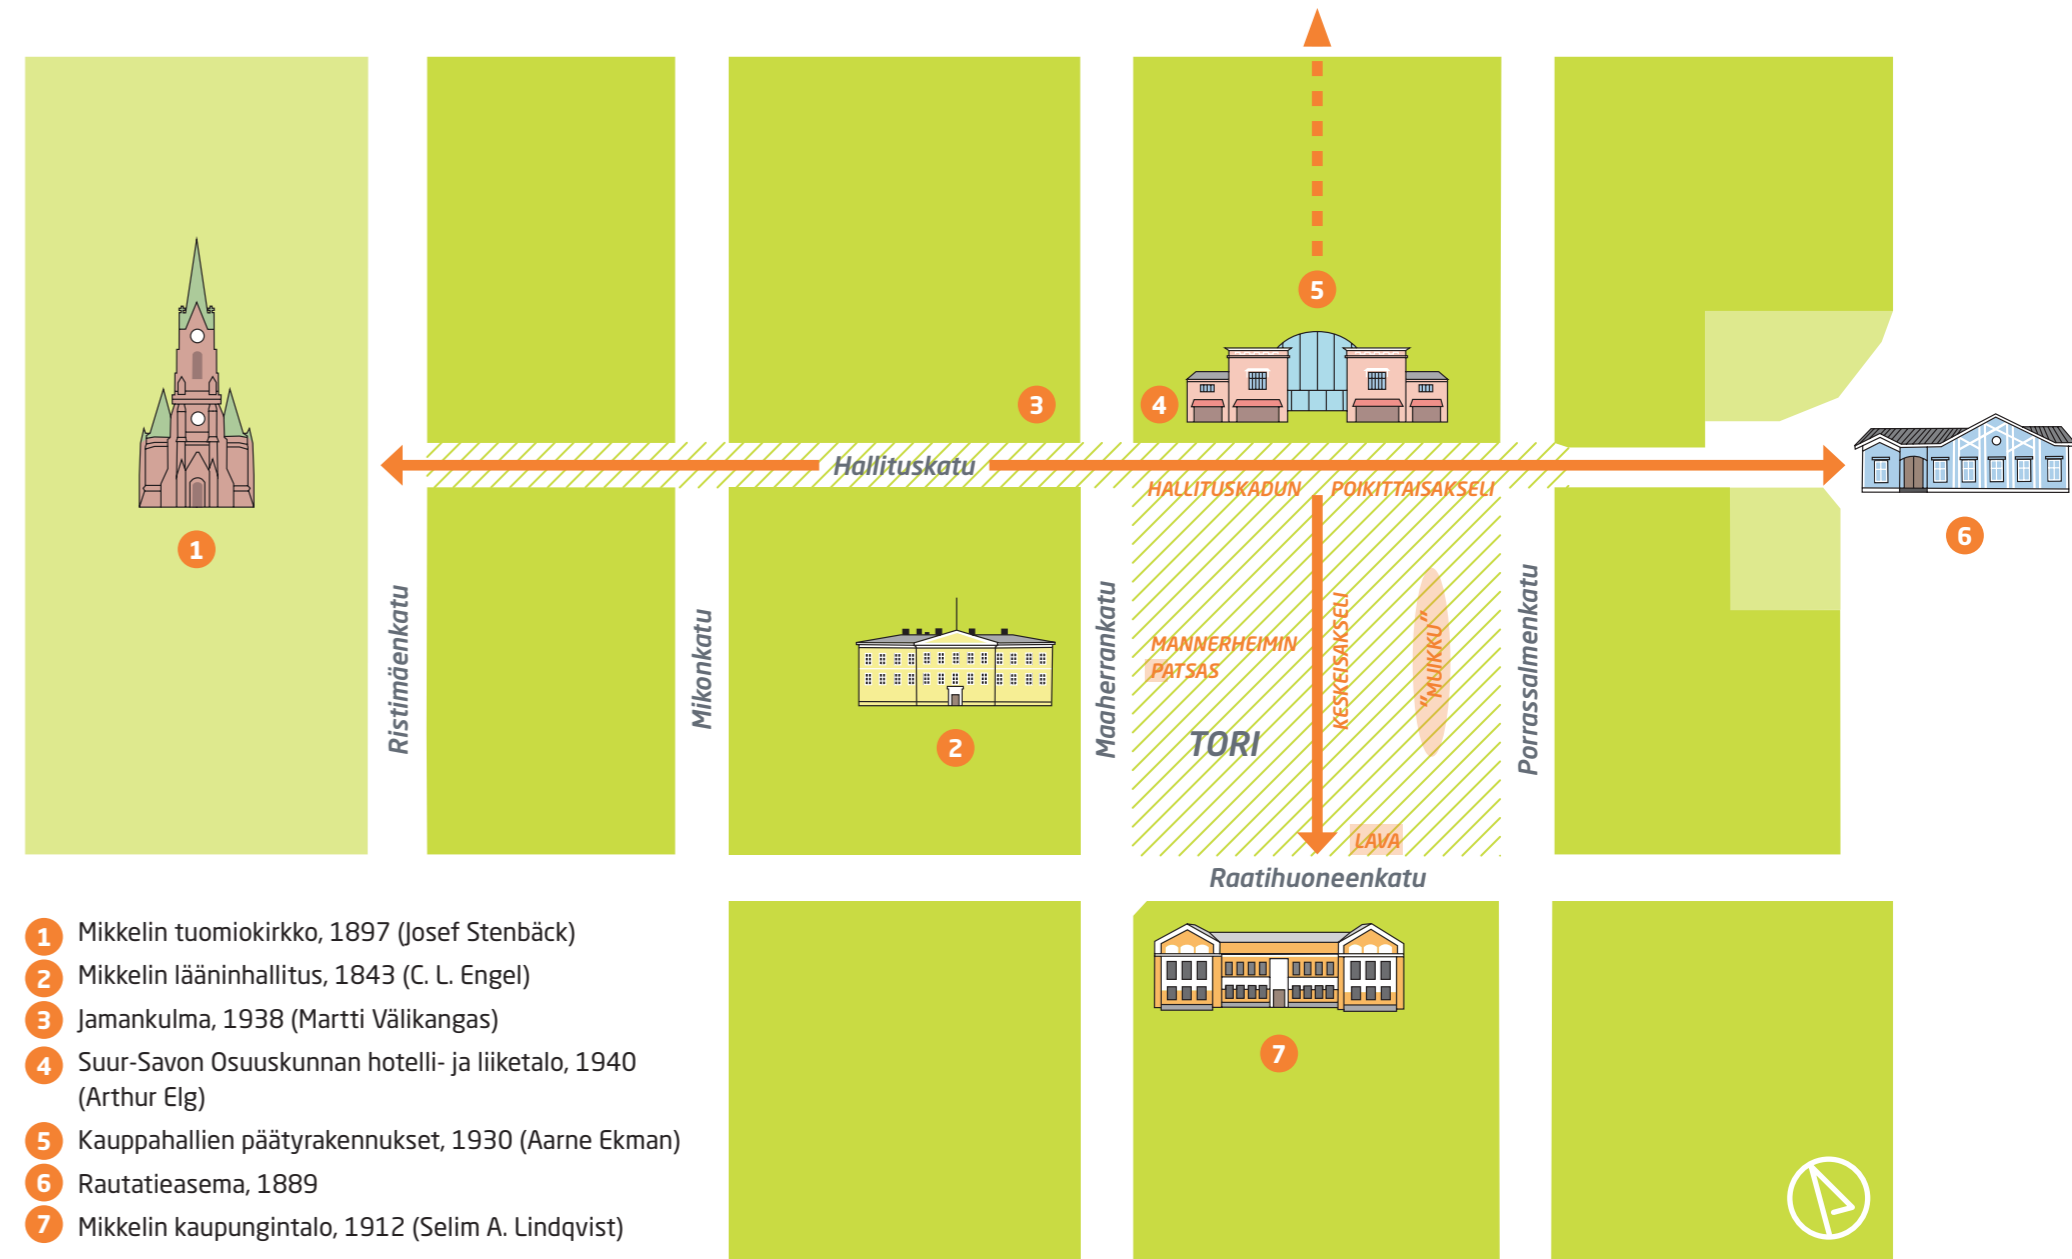 5
3
4
Hallituskatu
HALLITUSKADUN POIKITTAISAKSELI
1
6
Ristimäenkatu
Mikonkatu
Maaherrankatu
MANNERHEIMIN
PATSAS
KESKEISAKSELI
"MUIKKU"
Porrassalmenkatu
TORI
2
LAVA
Raatihuoneenkatu
7
1 Mikkelin tuomiokirkko, 1897 (Josef Stenbäck)
2 Mikkelin lääninhallitus, 1843 (C. L. Engel)
3 Jamankulma, 1938 (Martti Välikangas)
4 Suur-Savon Osuuskunnan hotelli- ja liiketalo, 1940
(Arthur Elg)
5 Kauppahallien päätyrakennukset, 1930 (Aarne Ekman)
6 Rautatieasema, 1889
7 Mikkelin kaupungintalo, 1912 (Selim A. Lindqvist)